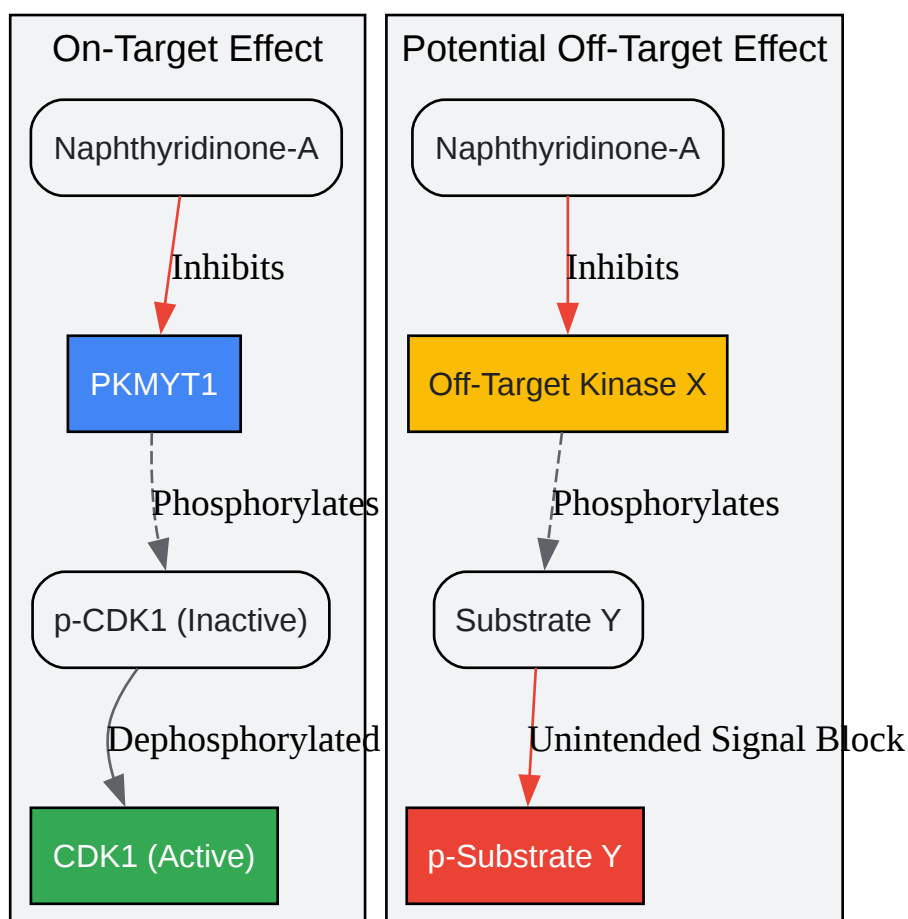 On-Target Effect
Naphthyridinone-A
Inhibits
PKMYT1
Phosphorylates
p-CDK1 (Inactive)
Dephosphorylated
CDK1 (Active)
Potential Off-Target Effect
Naphthyridinone-A
Inhibits
Off-Target Kinase X
Phosphorylates
Substrate Y
Unintended Signal Block
p-Substrate Y